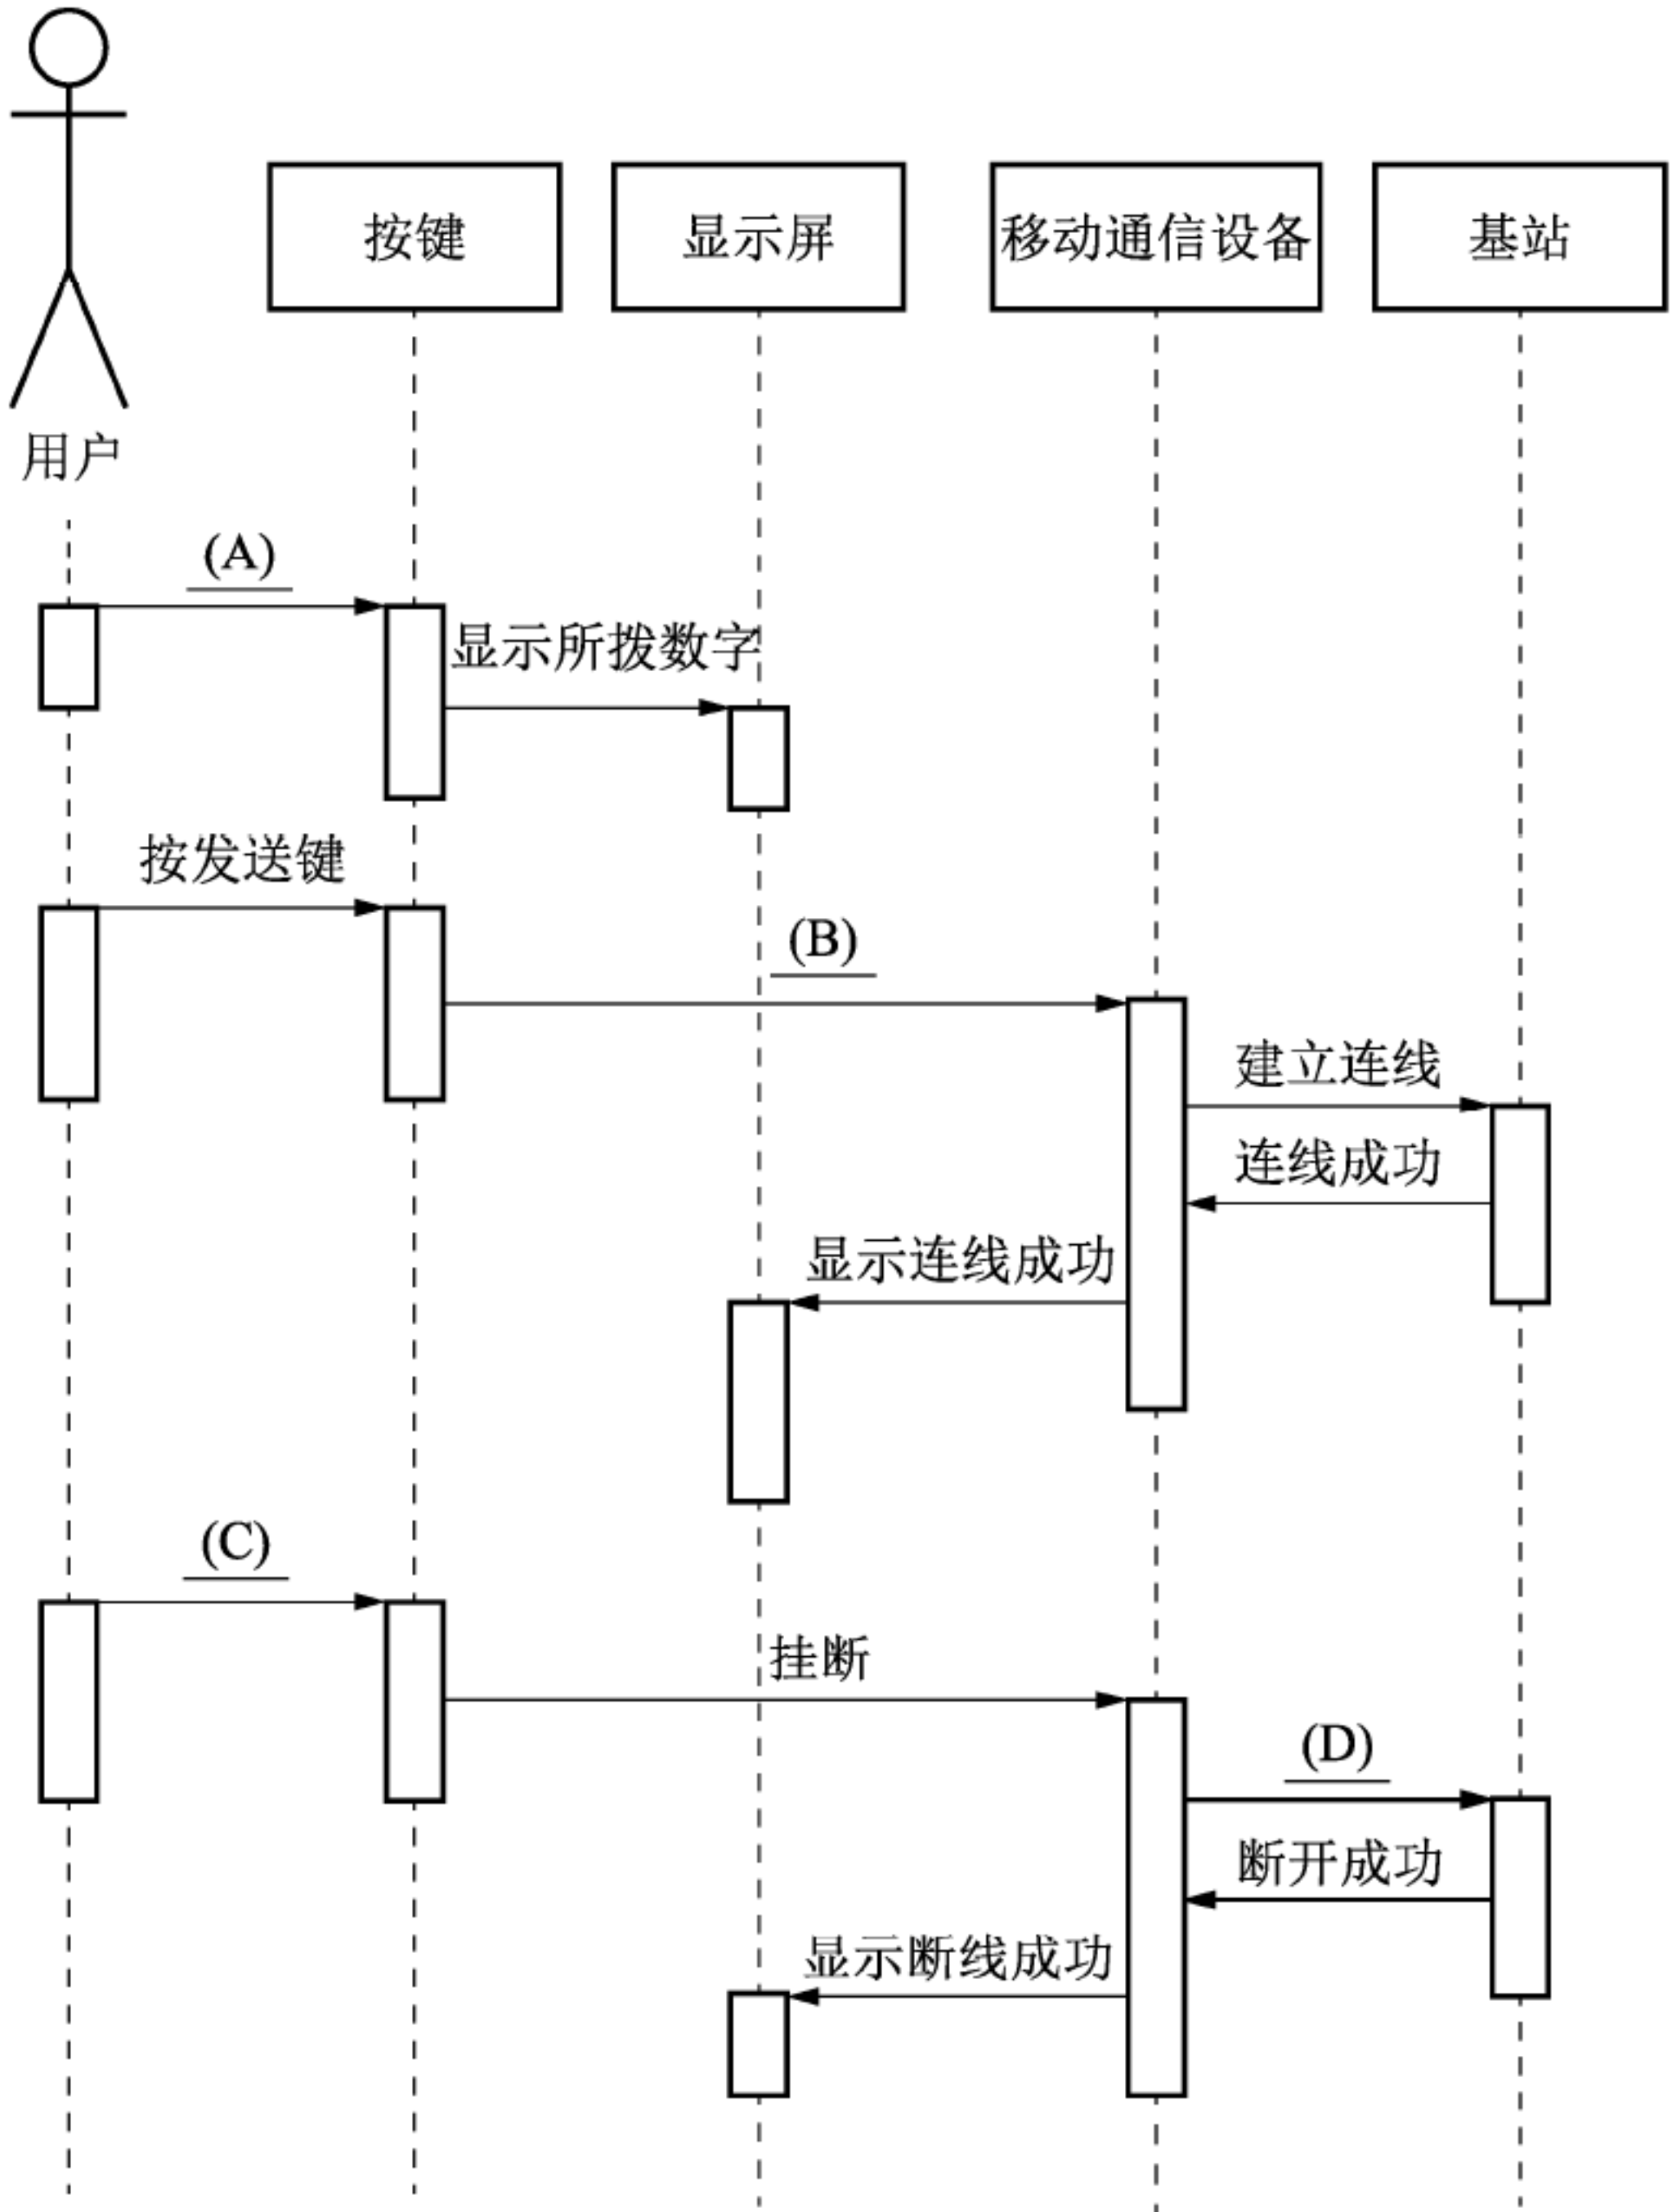 按键
显示屏
移动通信设备
基站
用户
(A)
显示所拨数字
按发送键
(B)
建立连线
连线成功
显示连线成功
(C)
挂断
(D)
断开成功
显示断线成功